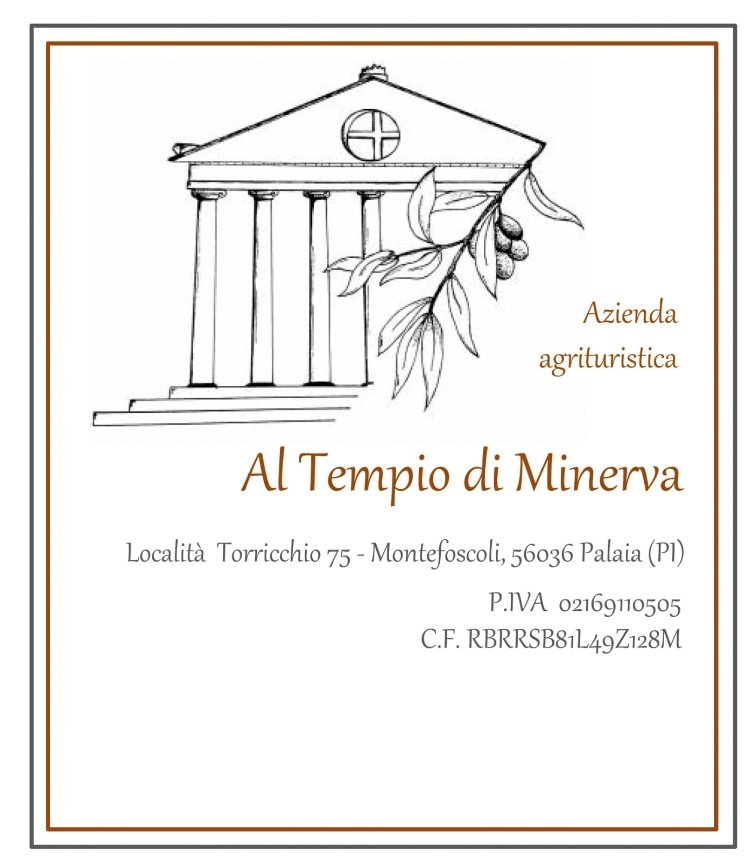 Azienda
agrituristica
Al Tempio di Minerva
Località Torricchio 75 - Montefoscoli, 56036 Palaia (PI)
P.IVA 02169110505
C.F. RBRRSB81L49Z128M